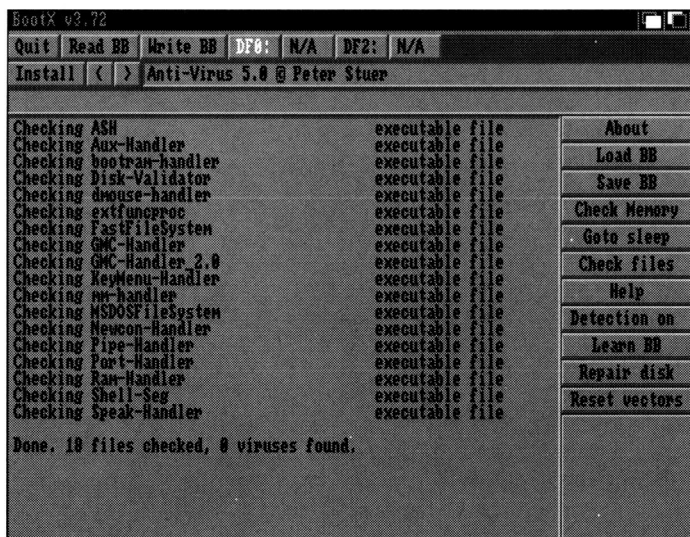 BootX v3.72
Quit Read BB Write BB DF0: N/A DF2: N/A
Install < > Anti-Virus 5.0 @ Peter Stuer
Checking ASH executable file
Checking Aux-Handler executable file
Checking bootram-handler executable file
Checking Disk-Validator executable file
Checking dmouse-handler executable file
Checking extfuncproc executable file
Checking FastFileSystem executable file
Checking GMC-Handler executable file
Checking GMC-Handler_2.0 executable file
Checking KeyMenu-Handler executable file
Checking mm-handler executable file
Checking MSDOSFileSystem executable file
Checking Newcon-Handler executable file
Checking Pipe-Handler executable file
Checking Port-Handler executable file
Checking Ram-Handler executable file
Checking Shell-Seg executable file
Checking Speak-Handler executable file
Done. 18 files checked, 0 viruses found.
About
Load BB
Save BB
Check Memory
Goto sleep
Check files
Help
Detection on
Learn BB
Repair disk
Reset vectors